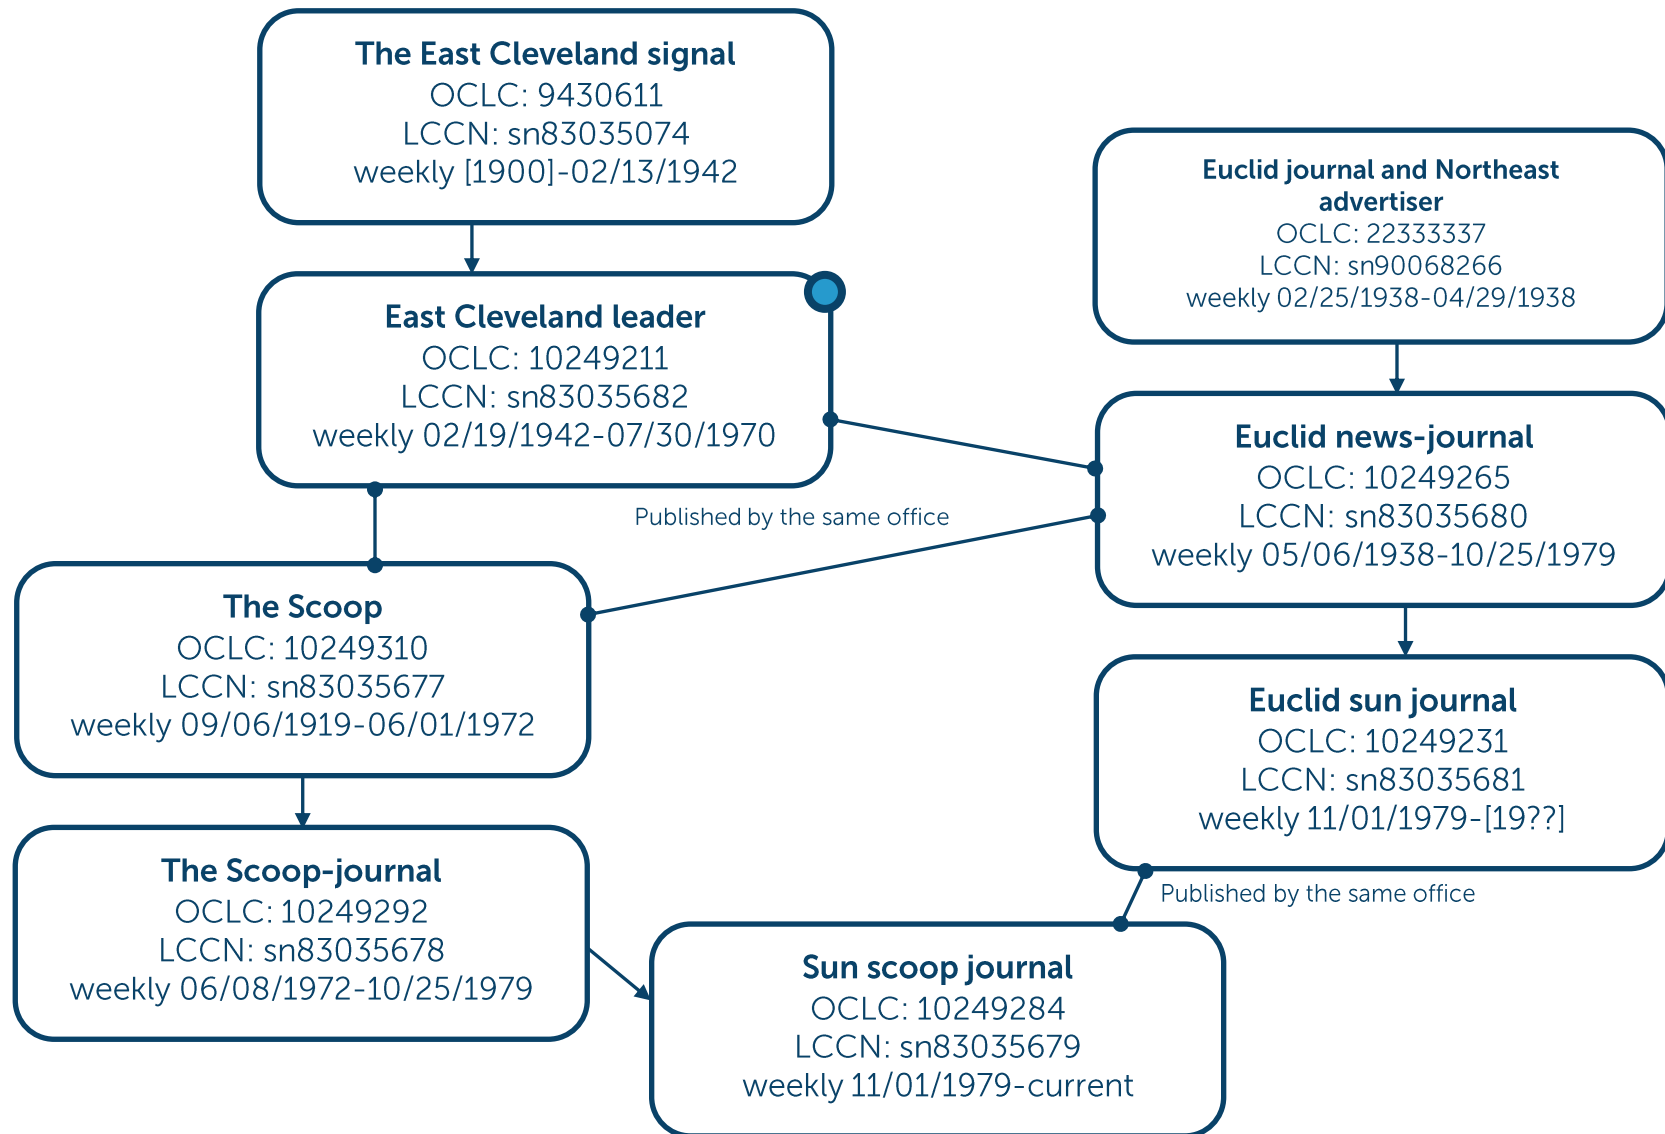 The East Cleveland signal
OCLC: 9430611
LCCN: sn83035074
weekly [1900]-02/13/1942
Euclid journal and Northeast
advertiser
OCLC: 22333337
LCCN: sn90068266
weekly 02/25/1938-04/29/1938
East Cleveland leader
OCLC: 10249211
LCCN: sn83035682
weekly 02/19/1942-07/30/1970
Euclid news-journal
OCLC: 10249265
LCCN: sn83035680
weekly 05/06/1938-10/25/1979
Published by the same office
The Scoop
OCLC: 10249310
LCCN: sn83035677
weekly 09/06/1919-06/01/1972
Euclid sun journal
OCLC: 10249231
LCCN: sn83035681
weekly 11/01/1979-[19??]
The Scoop-journal
OCLC: 10249292
LCCN: sn83035678
weekly 06/08/1972-10/25/1979
Published by the same office
Sun scoop journal
OCLC: 10249284
LCCN: sn83035679
weekly 11/01/1979-current